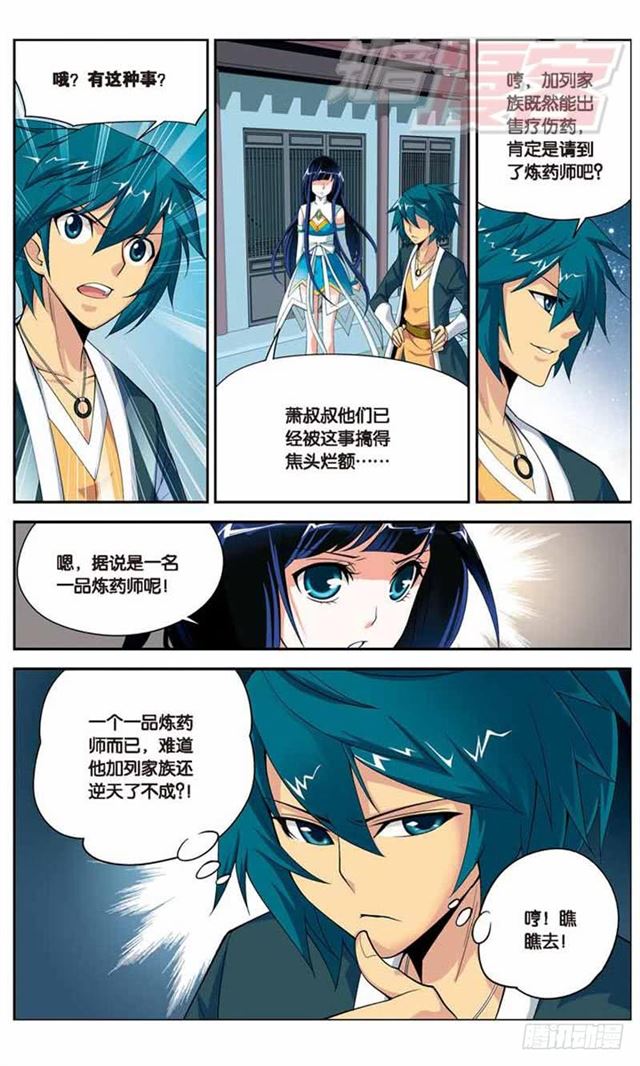 哦？有这种事？
知音漫客
萧叔叔他们已
经被这事搞得
焦头烂额……
哼，加列家
族既然能出
售疗伤药，
肯定是请到
了炼药师吧？
嗯，据说是一名
一品炼药师呢！
一个一品炼药
师而已，难道
他加列家族还
逆天了不成？！
哼！瞧
瞧去！
腾讯动漫